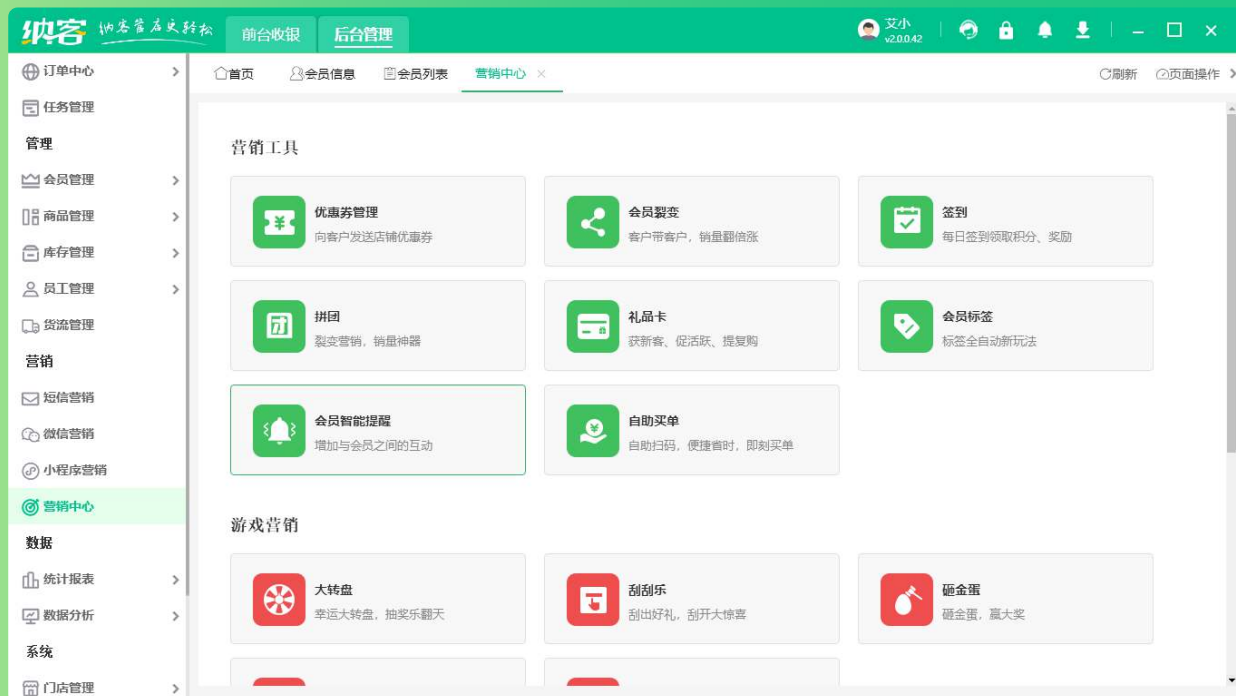 纳客 纳客管店更轻松 前台收银 后台管理 艾小
v2.0.0.42
订单中心
任务管理
管理
会员管理
商品管理
库存管理
员工管理
货流管理
营销
短信营销
微信营销
小程序营销
营销中心
数据
统计报表
数据分析
系统
门店管理
首页 会员信息 会员列表 营销中心 刷新 页面操作
营销工具
优惠券管理
向客户发送店铺优惠券
会员裂变
客户带客户，销量翻倍涨
签到
每日签到领取积分、奖励
拼团
裂变营销，销量神器
礼品卡
获新客、促活跃、提复购
会员标签
标签全自动新玩法
会员智能提醒
增加与会员之间的互动
自助买单
自助扫码，便捷省时，即刻买单
游戏营销
大转盘
幸运大转盘，抽奖乐翻天
刮刮乐
刮出好礼，刮开大惊喜
砸金蛋
砸金蛋，赢大奖